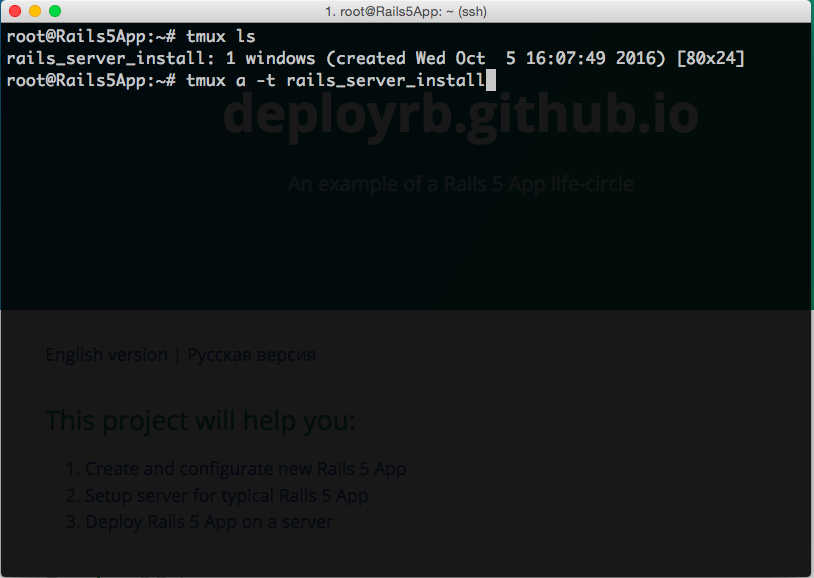 1. root@Rails5App: ~ (ssh)
root@Rails5App:~# tmux ls
rails_server_install: 1 windows (created Wed Oct  5 16:07:49 2016) [80x24]
root@Rails5App:~# tmux a -t rails_server_install
deployrb.github.io
An example of a Rails 5 App life-circle
English version | Русская версия
This project will help you:
1. Create and configurate new Rails 5 App
2. Setup server for typical Rails 5 App
3. Deploy Rails 5 App on a server